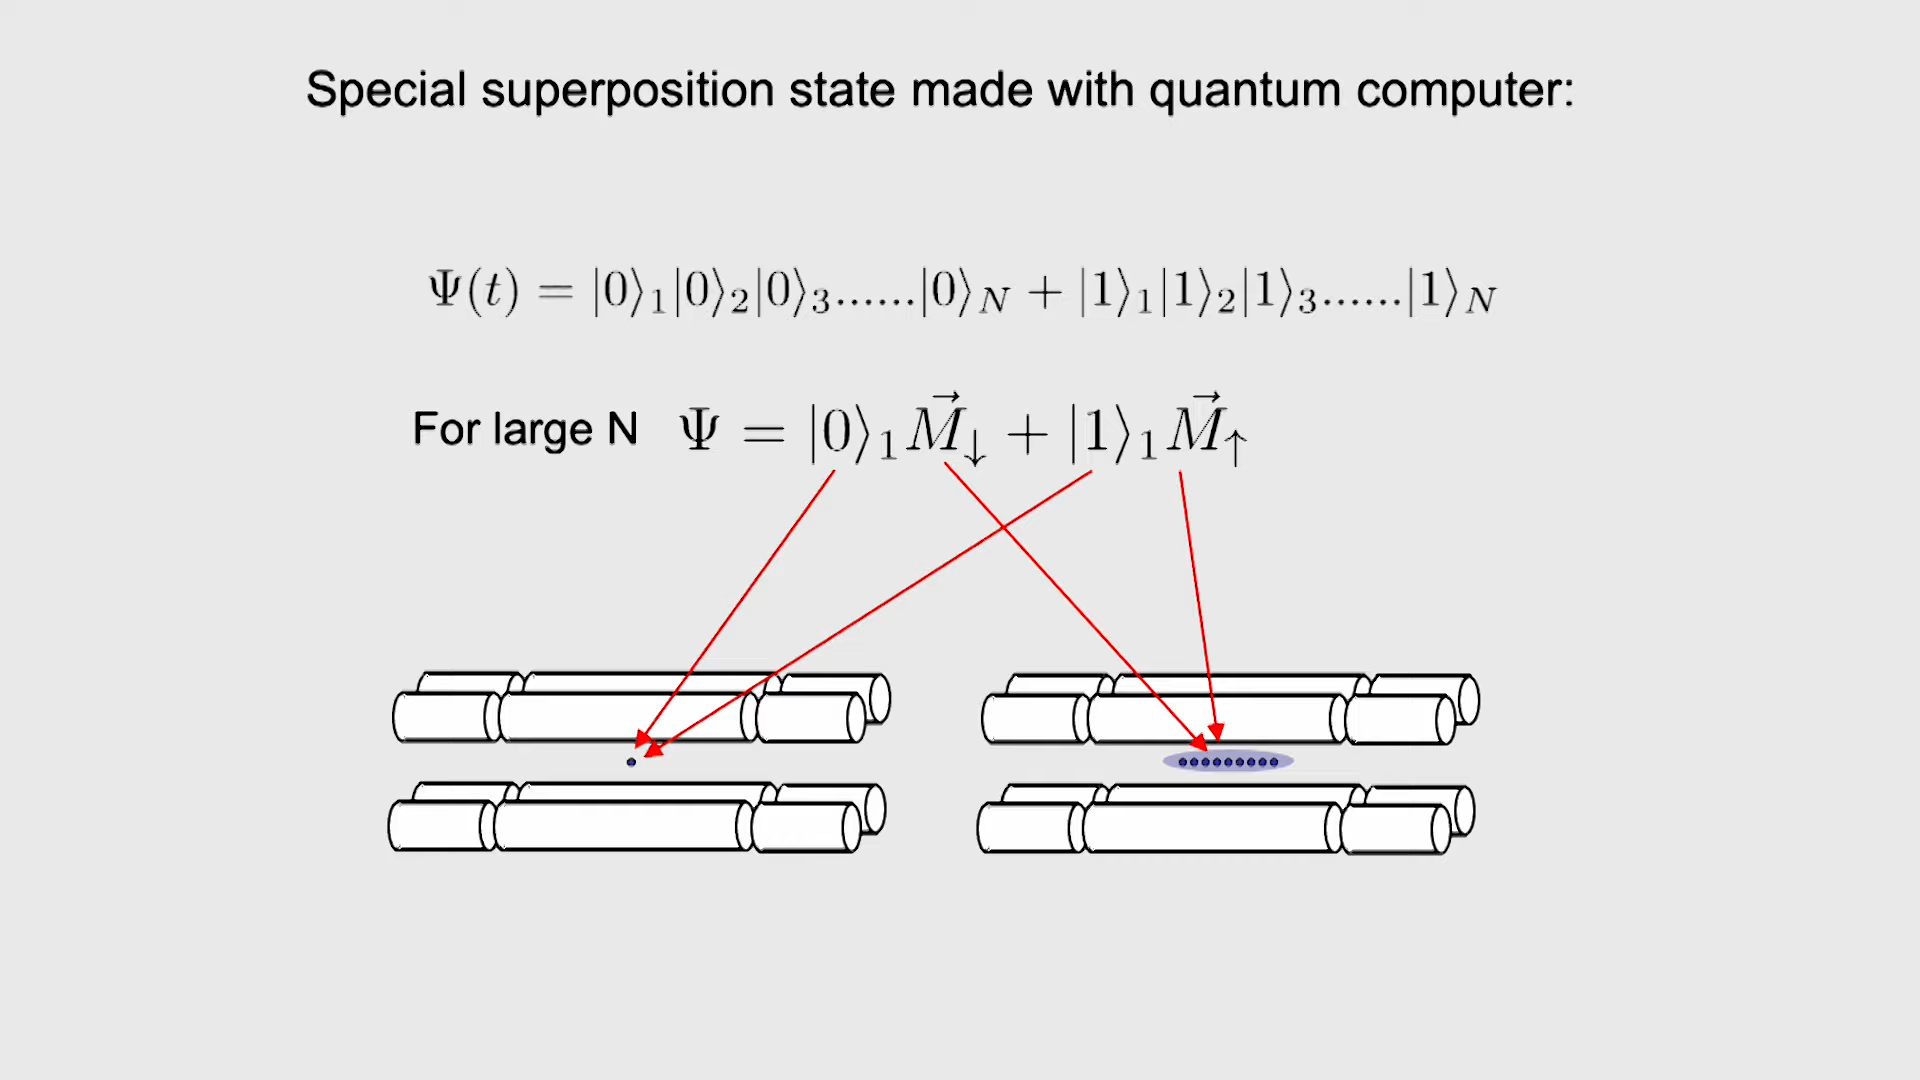 Special superposition state made with quantum computer:
Ψ(t) = |0⟩₁|0⟩₂|0⟩₃......|0⟩_N + |1⟩₁|1⟩₂|1⟩₃......|1⟩_N
For large N Ψ = |0⟩₁M⃗↓ + |1⟩₁M⃗↑